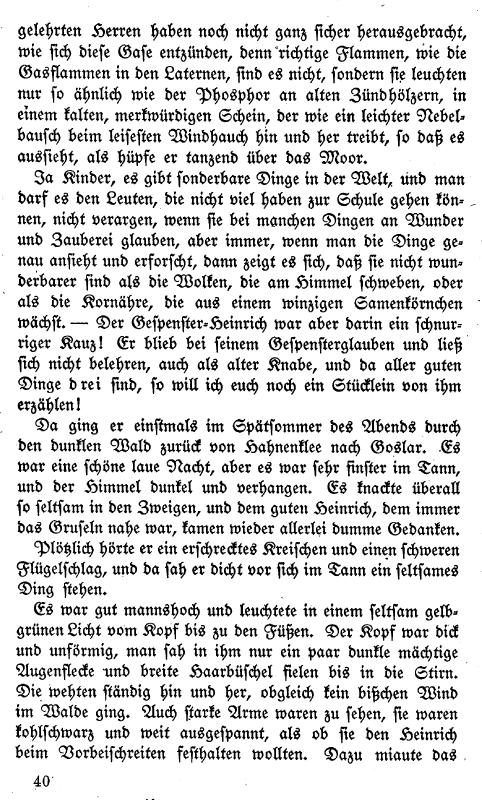 gelehrten Herren haben noch nicht ganz sicher herausgebracht,
wie sich diese Gase entzünden, denn richtige Flammen, wie die
Gasflammen in den Laternen, sind es nicht, sondern sie leuchten
nur so ähnlich wie der Phosphor an alten Zündhölzern, in
einem kalten, merkwürdigen Schein, der wie ein leichter Nebel-
bausch beim leisesten Windhauch hin und her treibt, so daß es
aussieht, als hüpfe er tanzend über das Moor.
Ja Kinder, es gibt sonderbare Dinge in der Welt, und man
darf es den Leuten, die nicht viel haben zur Schule gehen kön-
nen, nicht verargen, wenn sie bei manchen Dingen an Wunder
und Zauberei glauben, aber immer, wenn man die Dinge ge-
nau ansieht und erforscht, dann zeigt es sich, daß sie nicht wun-
derbarer sind als die Wolken, die am Himmel schweben, oder
als die Kornähre, die aus einem winzigen Samenkörnchen
wächst. — Der Gespenster-Heinrich war aber darin ein schnur-
riger Kauz! Er blieb bei seinem Gespensterglauben und ließ
sich nicht belehren, auch als alter Knabe, und da aller guten
Dinge drei sind, so will ich euch noch ein Stücklein von ihm
erzählen!
Da ging er einstmals im Spätsommer des Abends durch
den dunklen Wald zurück von Hahnenklee nach Goslar. Es
war eine schöne laue Nacht, aber es war sehr finster im Tann,
und der Himmel dunkel und verhangen. Es knackte überall
so seltsam in den Zweigen, und dem guten Heinrich, dem immer
das Gruseln nahe war, kamen wieder allerlei dumme Gedanken.
Plötzlich hörte er ein erschrecktes Kreischen und einen schweren
Flügelschlag, und da sah er dicht vor sich im Tann ein seltsames
Ding stehen.
Es war gut mannshoch und leuchtete in einem seltsam gelb-
grünen Licht vom Kopf bis zu den Füßen. Der Kopf war dick
und unförmig, man sah in ihm nur ein paar dunkle mächtige
Augenflecke und breite Haarbüschel fielen bis in die Stirn.
Die wehten ständig hin und her, obgleich kein bißchen Wind
im Walde ging. Auch starke Arme waren zu sehen, sie waren
kohlschwarz und weit ausgespannt, als ob sie den Heinrich
beim Vorbeischreiten festhalten wollten. Dazu miaute das
40